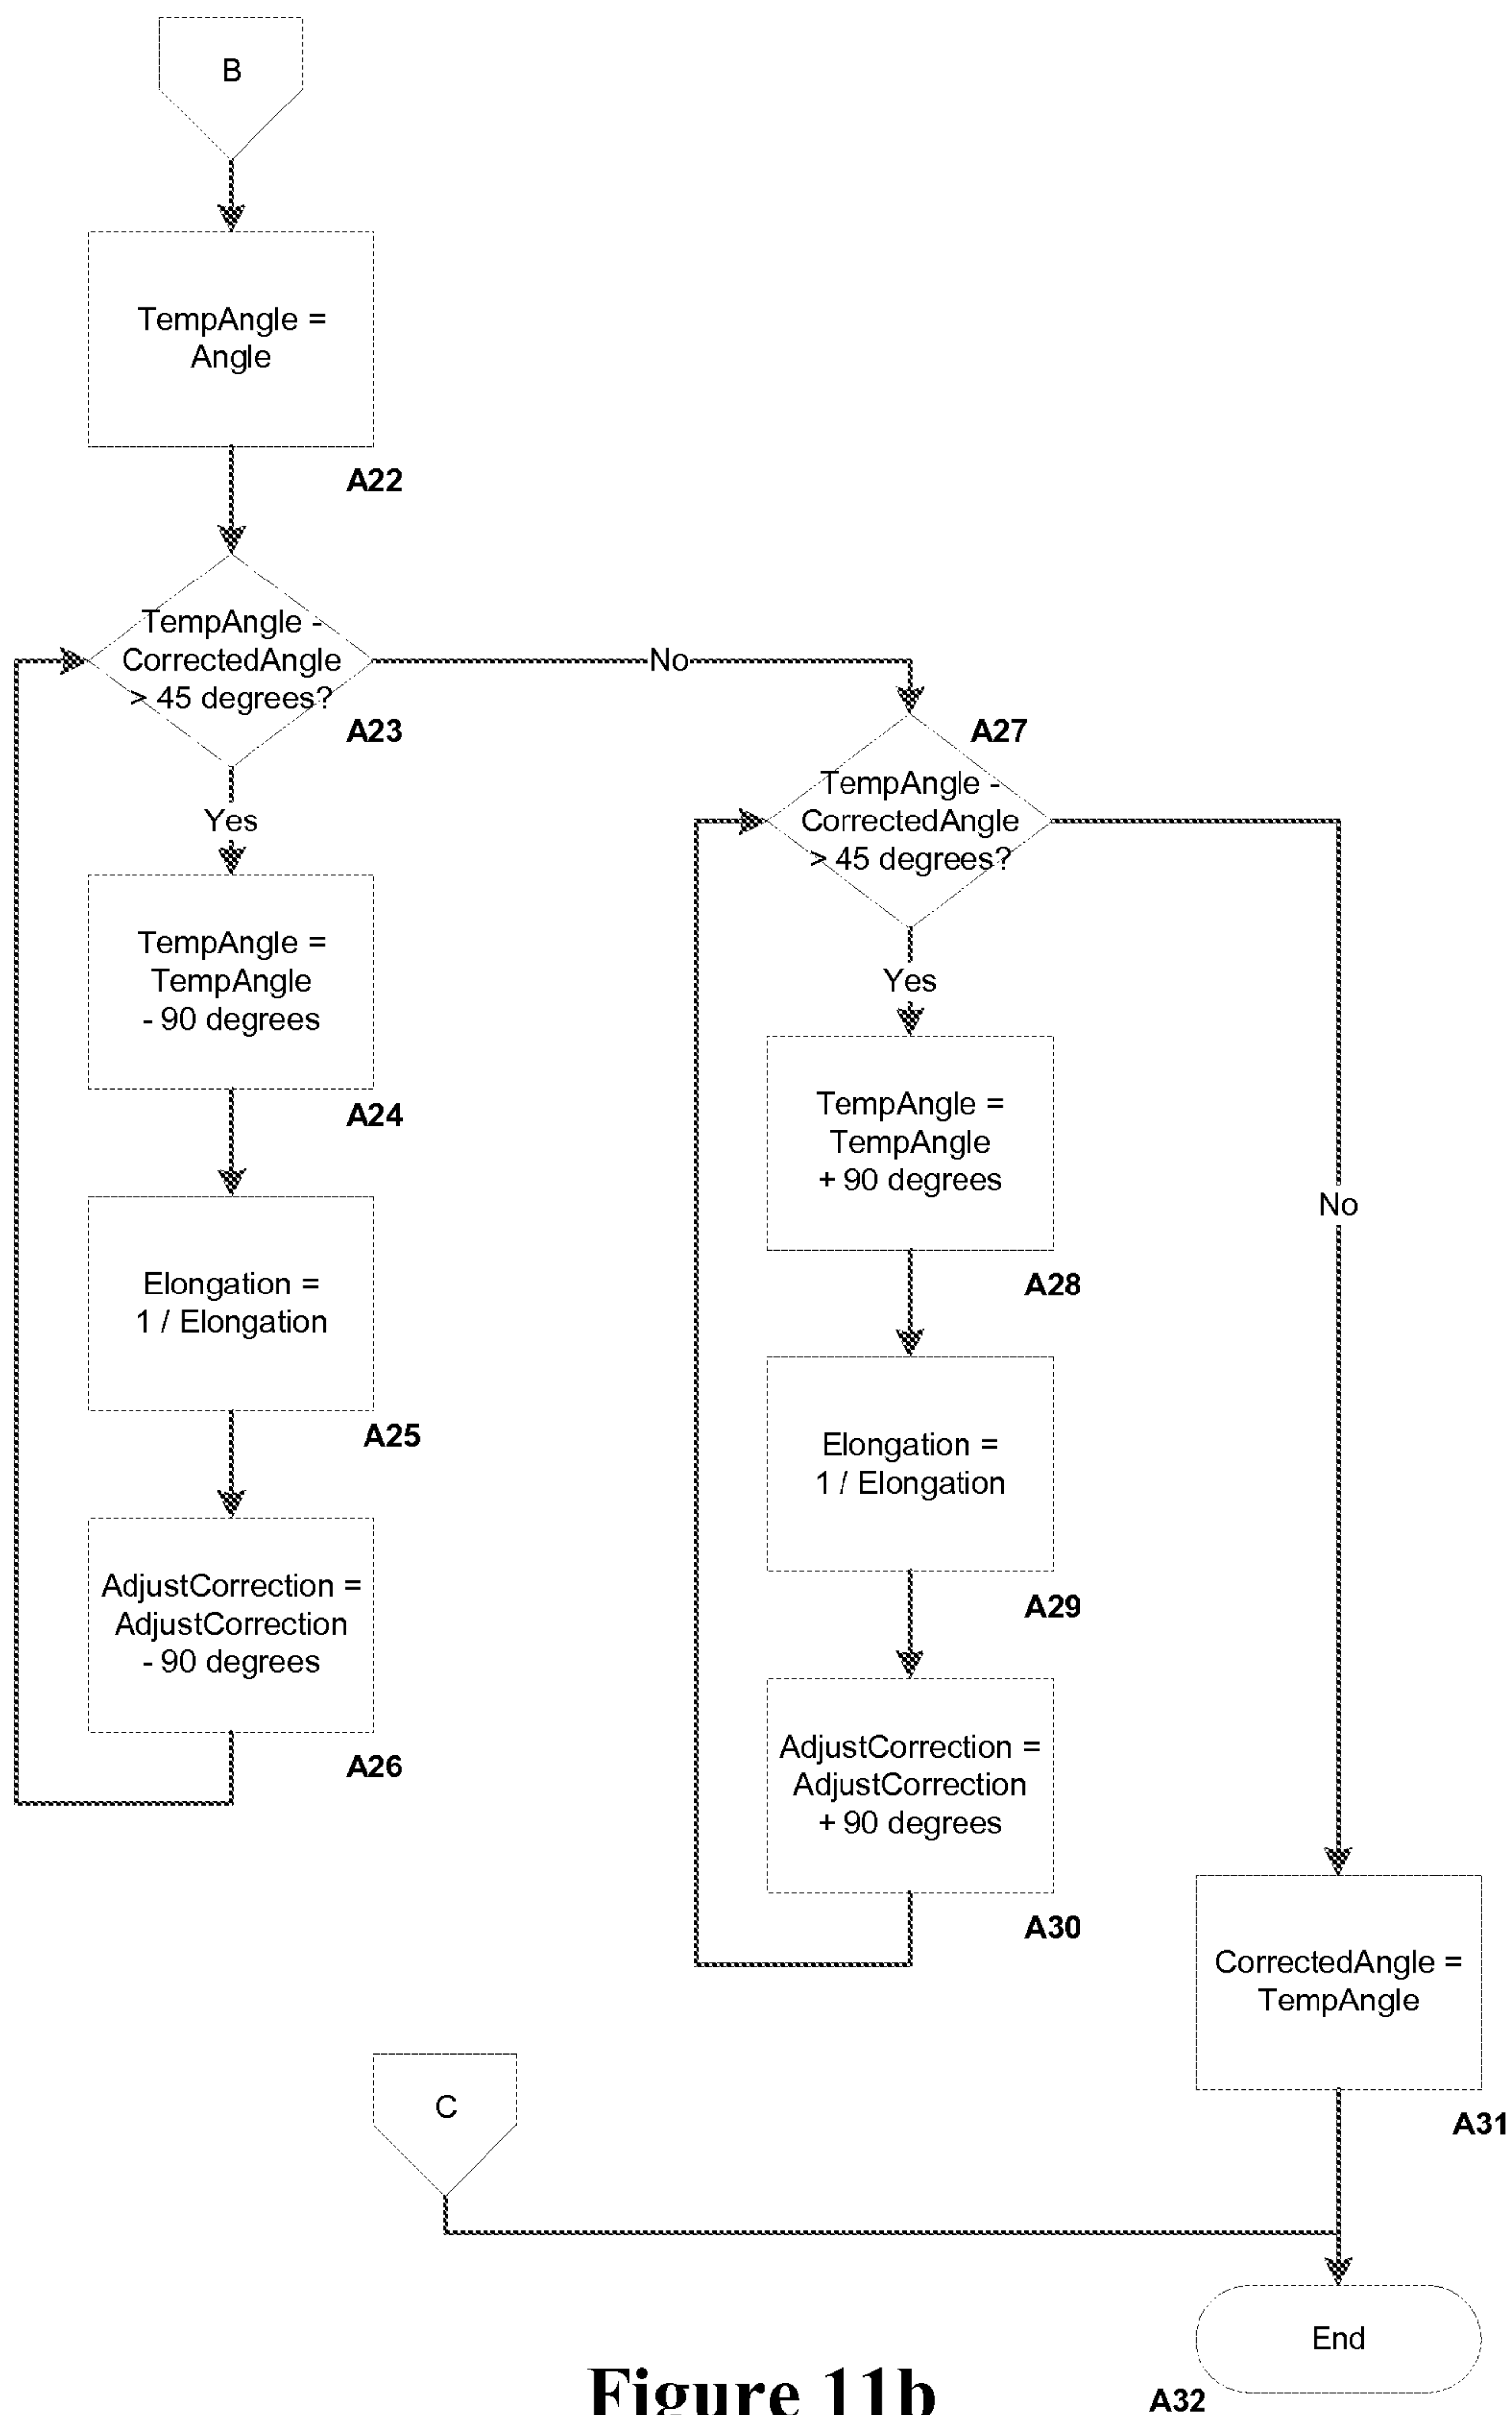 B
TempAngle =
Angle
A22
TempAngle -
CorrectedAngle
> 45 degrees?
A23
No
Yes
TempAngle =
TempAngle
- 90 degrees
A24
Elongation =
1 / Elongation
A25
AdjustCorrection =
AdjustCorrection
- 90 degrees
A26
A27
TempAngle -
CorrectedAngle
> 45 degrees?
Yes
TempAngle =
TempAngle
+ 90 degrees
A28
Elongation =
1 / Elongation
A29
AdjustCorrection =
AdjustCorrection
+ 90 degrees
A30
No
CorrectedAngle =
TempAngle
A31
C
End
A32
Figure 11b